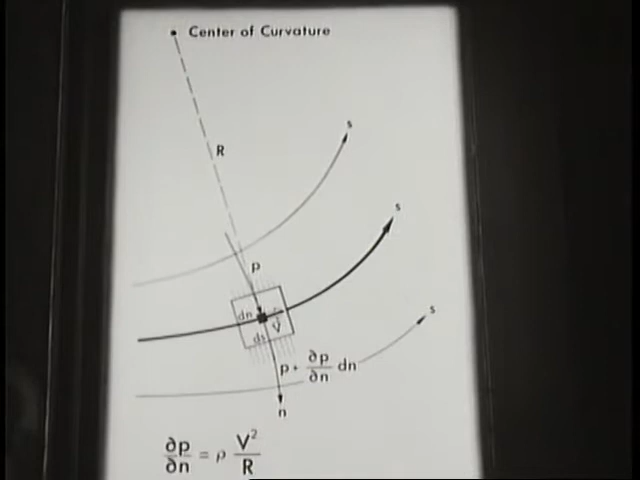 Center of Curvature
R
s
s
p
dn
V
ds
s
p + ∂p/∂n dn
n
∂p/∂n = ρ V²/R